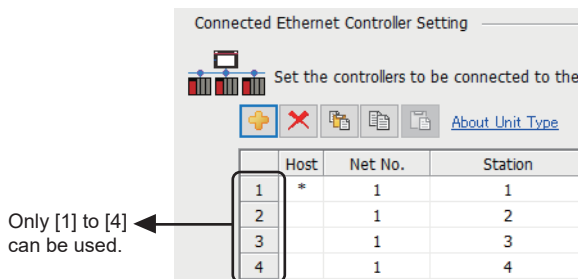 Connected Ethernet Controller Setting
Set the controllers to be connected to the
About Unit Type
Host Net No. Station
1 * 1 1
2 1 2
3 1 3
4 1 4
Only [1] to [4]
can be used.